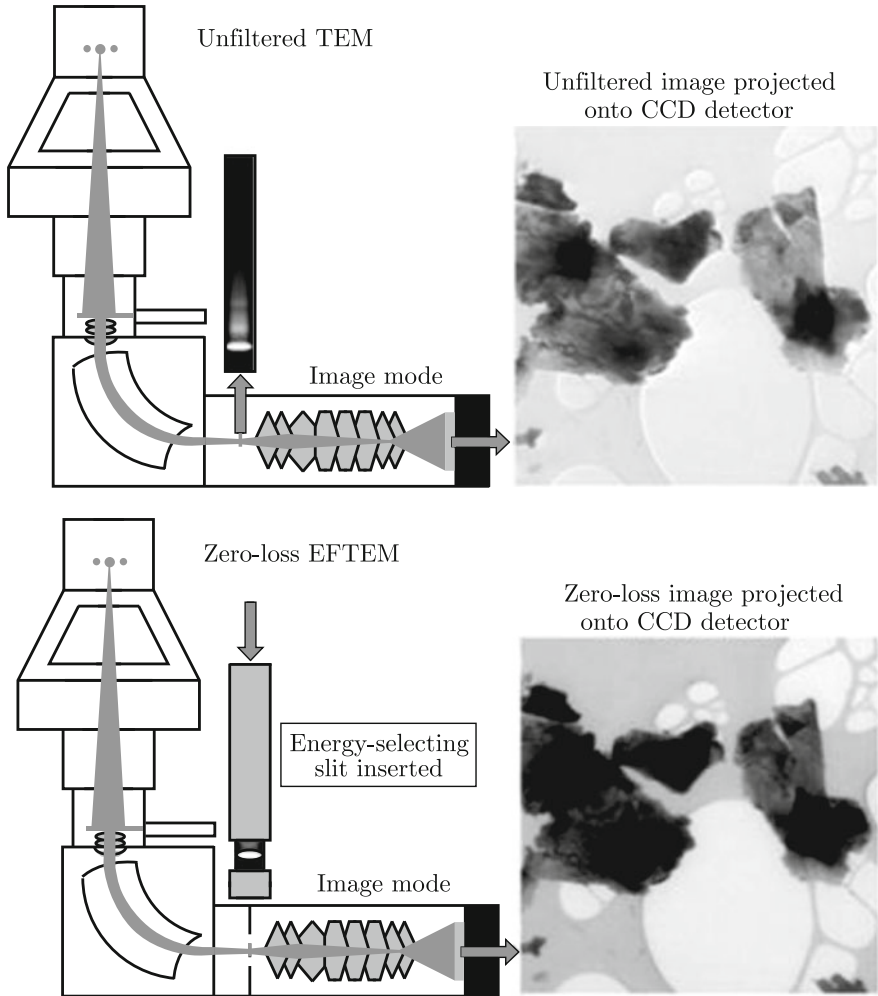 Unfiltered TEM
Unfiltered image projected
onto CCD detector
Image mode
Zero-loss EFTEM
Zero-loss image projected
onto CCD detector
Energy-selecting
slit inserted
Image mode